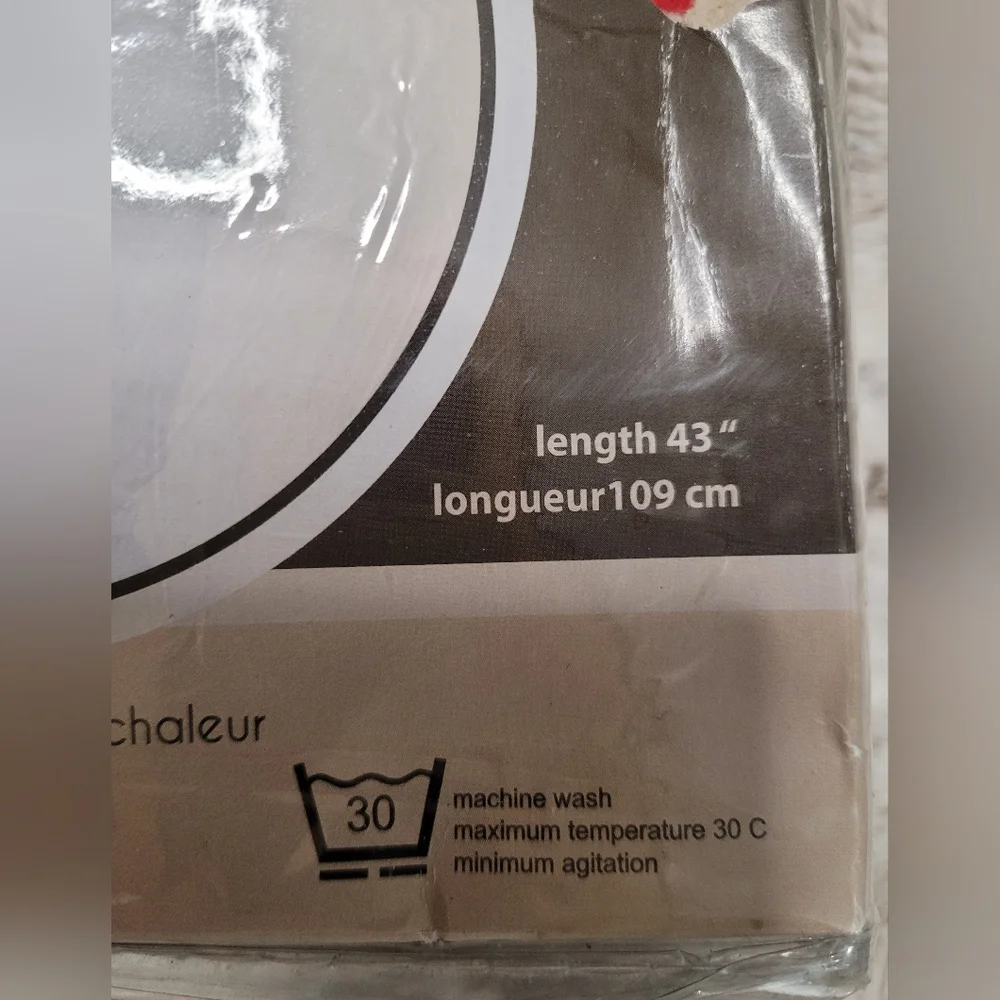 length 43"
longueur109 cm
chaleur
30
machine wash
maximum temperature 30 C
minimum agitation